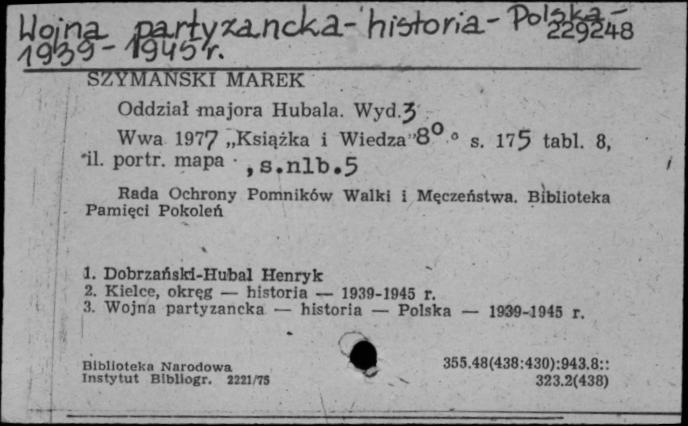 Wojna partyzancka - historia - Polska -
1939 - 1945 r. 229248
SZYMAŃSKI MAREK
Oddział majora Hubala. Wyd.3
Wwa 1977 „Książka i Wiedza" 8° s. 175 tabl. 8,
il. portr. mapa , s.nlb.5
Rada Ochrony Pomników Walki i Męczeństwa. Biblioteka
Pamięci Pokoleń
1. Dobrzański-Hubal Henryk
2. Kielce, okręg — historia — 1939-1945 r.
3. Wojna partyzancka — historia — Polska — 1939-1945 r.
Biblioteka Narodowa 355.48(438:430):943.8::
Instytut Bibliogr. 2221/75 323.2(438)